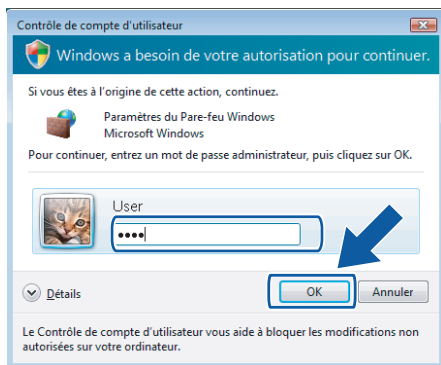 Contrôle de compte d'utilisateur
Windows a besoin de votre autorisation pour continuer.
Si vous êtes à l'origine de cette action, continuez.
Paramètres du Pare-feu Windows
Microsoft Windows
Pour continuer, entrez un mot de passe administrateur, puis cliquez sur OK.
User
••••
Détails
OK Annuler
Le Contrôle de compte d'utilisateur vous aide à bloquer les modifications non
autorisées sur votre ordinateur.